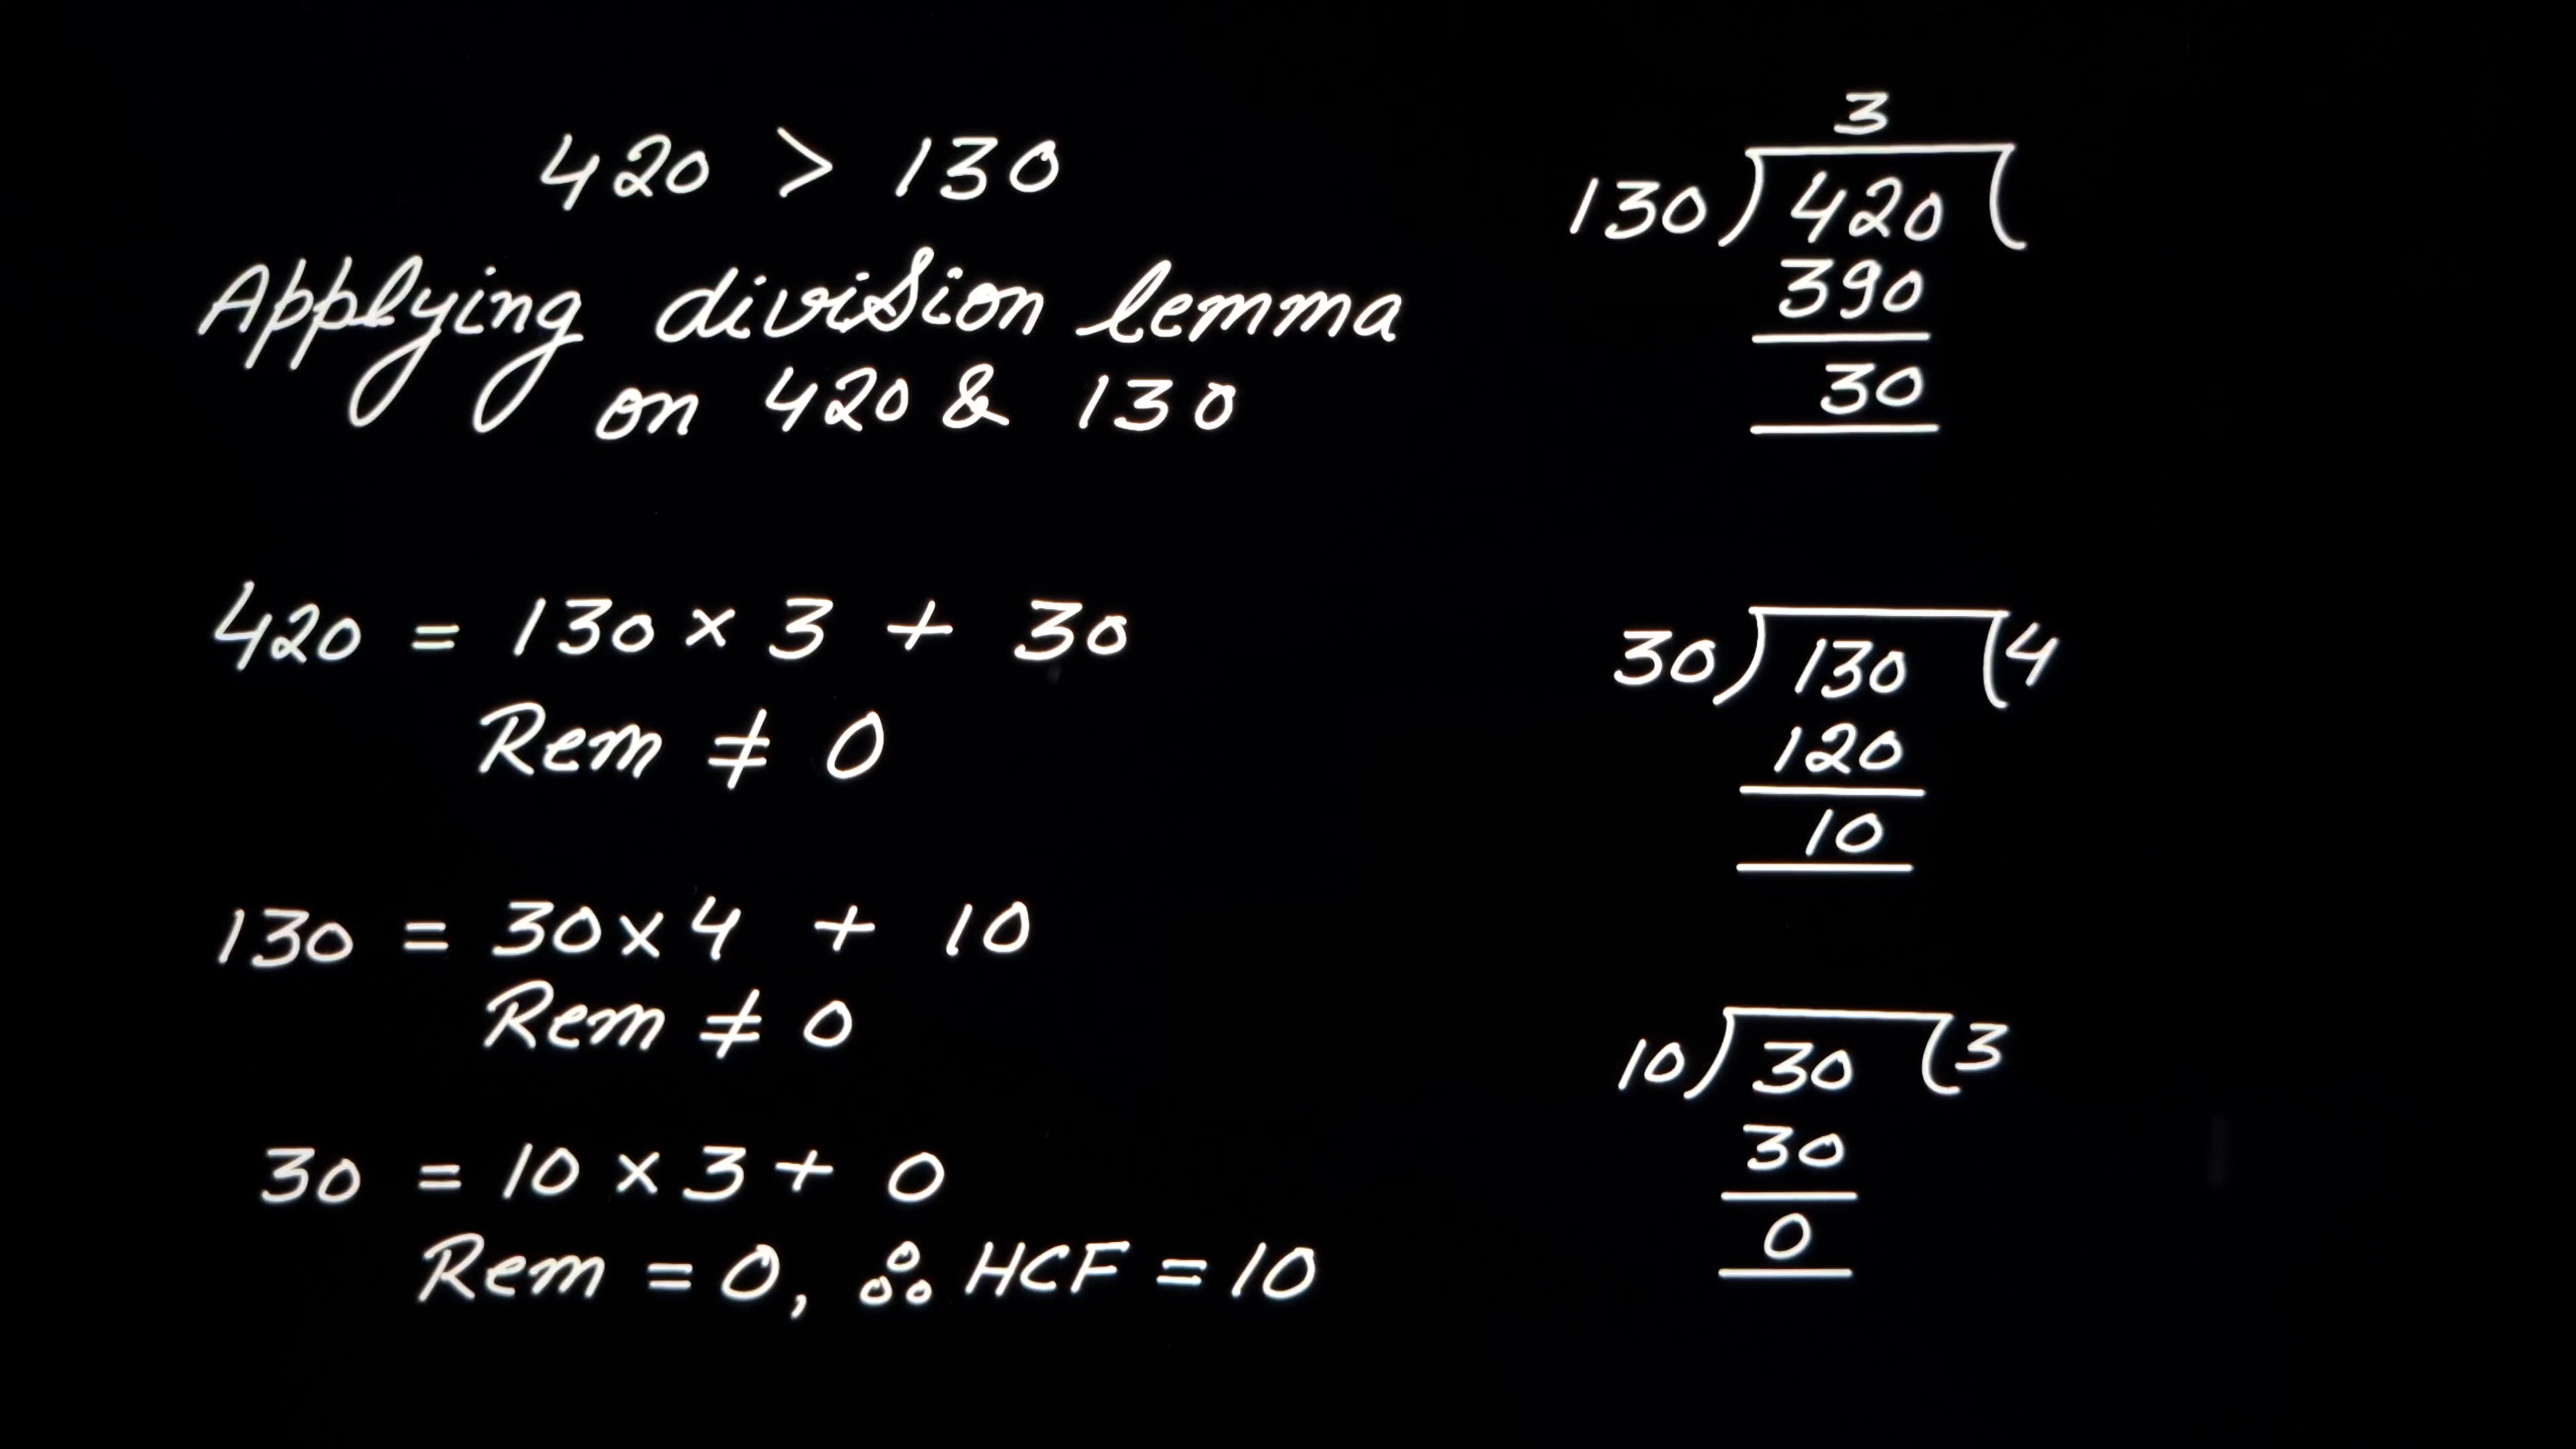 420 > 130
Applying division lemma
on 420 & 130
420 = 130 × 3 + 30
Rem ≠ 0
130 = 30 × 4 + 10
Rem ≠ 0
30 = 10 × 3 + 0
Rem = 0, ∴ HCF = 10
3
130 ) 420 (
390
30
30 ) 130 ( 4
120
10
10 ) 30 ( 3
30
0